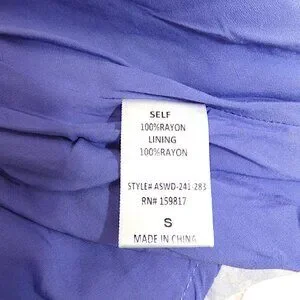 SELF
100%RAYON
LINING
100%RAYON
STYLE# ASWD-241-283
RN# 159817
S
MADE IN CHINA